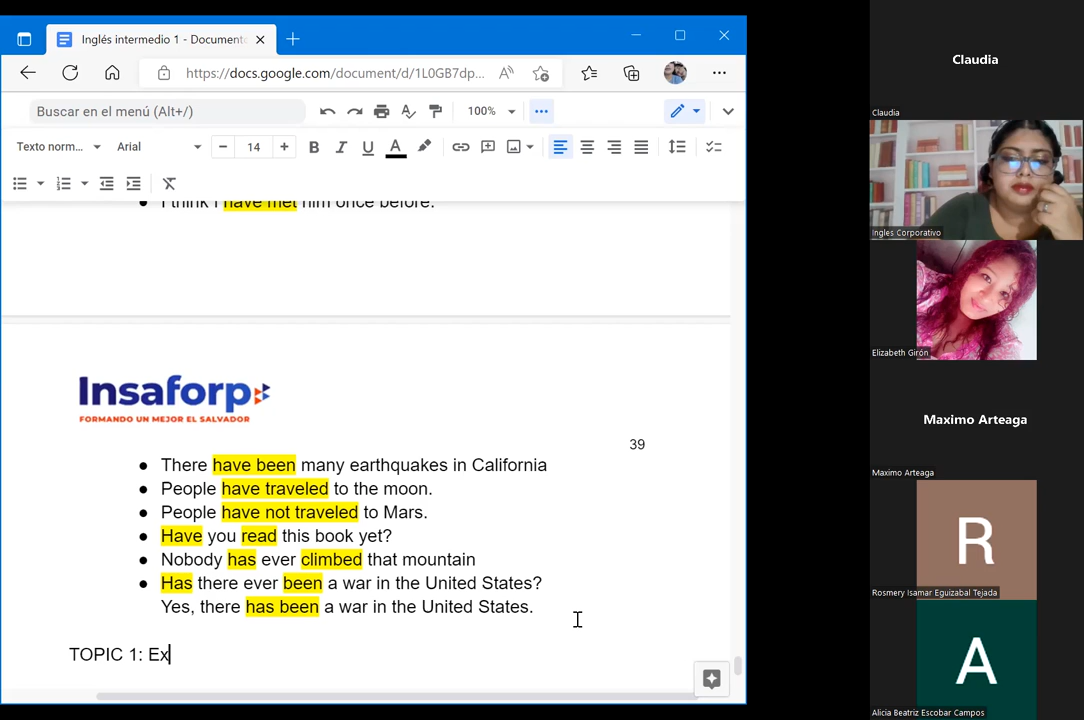 Inglés intermedio 1 - Documento
https://docs.google.com/document/d/1L0GB7dp...
Buscar en el menú (Alt+/)
100%
Texto norm...
Arial
14
I think I have met him once before.
Insaforp
FORMANDO UN MEJOR EL SALVADOR
39
There have been many earthquakes in California
People have traveled to the moon.
People have not traveled to Mars.
Have you read this book yet?
Nobody has ever climbed that mountain
Has there ever been a war in the United States?
Yes, there has been a war in the United States.
TOPIC 1: Ex
Claudia
Claudia
Ingles Corporativo
Elizabeth Girón
Maximo Arteaga
Maximo Arteaga
R
Rosmery Isamar Eguizabal Tejada
A
Alicia Beatriz Escobar Campos